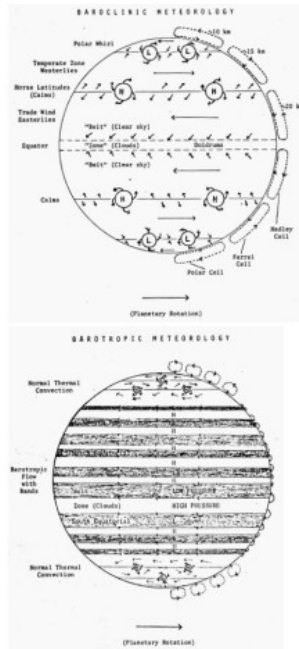 BAROCLINIC METEOROLOGY
Polar Whirl
~10 km
Temperate Zone
Westerlies
L L
~15 km
Horse Latitudes
(Calms)
H H
Trade Wind
Easterlies
~20 km
"Belt" (Clear sky)
Equator
"Zone" (Clouds) Doldrums
"Belt" (Clear sky)
Calms
H H
Hadley
Cell
L L
Farrel
Cell
Polar Cell
(Planetary Rotation)
BAROTROPIC METEOROLOGY
Normal Thermal
Convection
H
H
H
Barotropic
Flow
with
Bands
Belt LOW PRESSURE
Zone (Clouds) HIGH PRESSURE
South Equatorial
Normal Thermal
Convection
(Planetary Rotation)